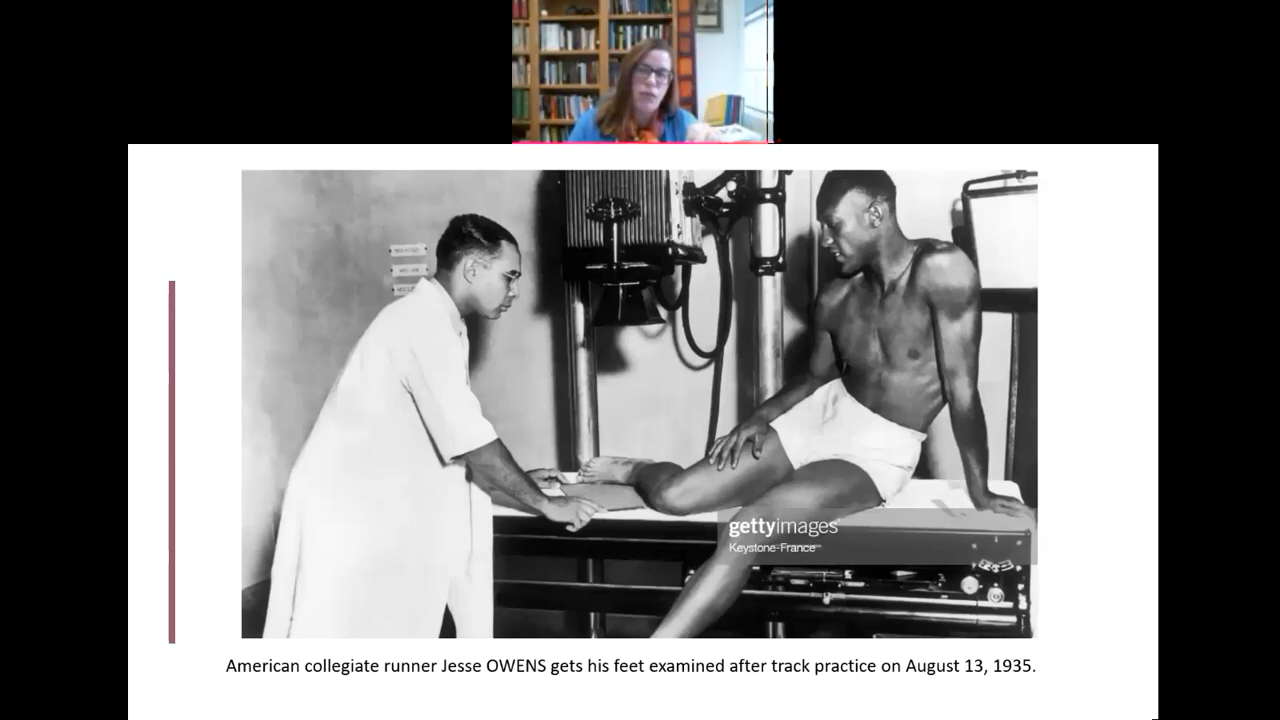 gettyimages
Keystone-France
American collegiate runner Jesse OWENS gets his feet examined after track practice on August 13, 1935.